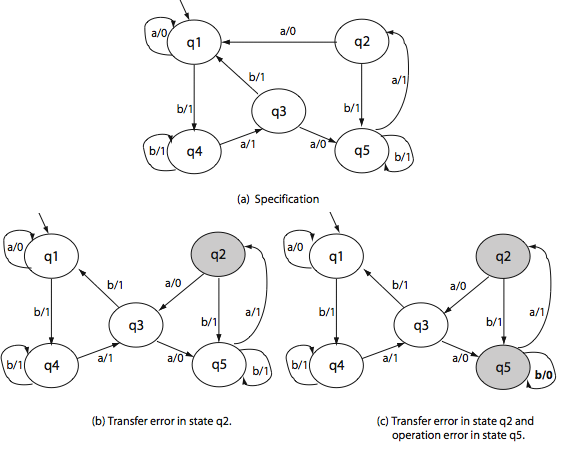 a/0
q1
a/0
q2
b/1
a/1
b/1
q3
b/1
b/1
q4
a/1
a/0
q5
b/1
(a) Specification
a/0
q1
q2
b/1
a/0
b/1
q3
b/1
a/1
b/1
q4
a/1
a/0
q5
b/1
(b) Transfer error in state q2.
a/0
q1
q2
b/1
a/0
b/1
q3
b/1
a/1
b/1
q4
a/1
a/0
q5
b/0
(c) Transfer error in state q2 and
operation error in state q5.